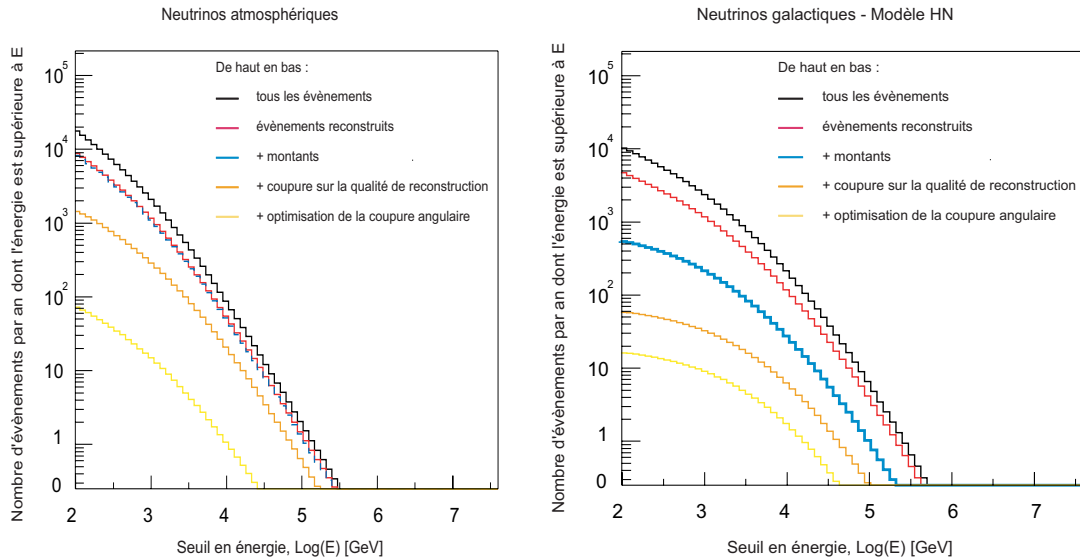 Neutrinos atmosphériques
Nombre d'évènements par an dont l'énergie est supérieure à E
10^5
10^4
10^3
10^2
10
1
0
De haut en bas :
tous les évènements
évènements reconstruits
+ montants
+ coupure sur la qualité de reconstruction
+ optimisation de la coupure angulaire
2 3 4 5 6 7
Seuil en énergie, Log(E) [GeV]
Neutrinos galactiques - Modèle HN
Nombre d'évènements par an dont l'énergie est supérieure à E
10^5
10^4
10^3
10^2
10
1
0
De haut en bas :
tous les évènements
évènements reconstruits
+ montants
+ coupure sur la qualité de reconstruction
+ optimisation de la coupure angulaire
2 3 4 5 6 7
Seuil en énergie, Log(E) [GeV]